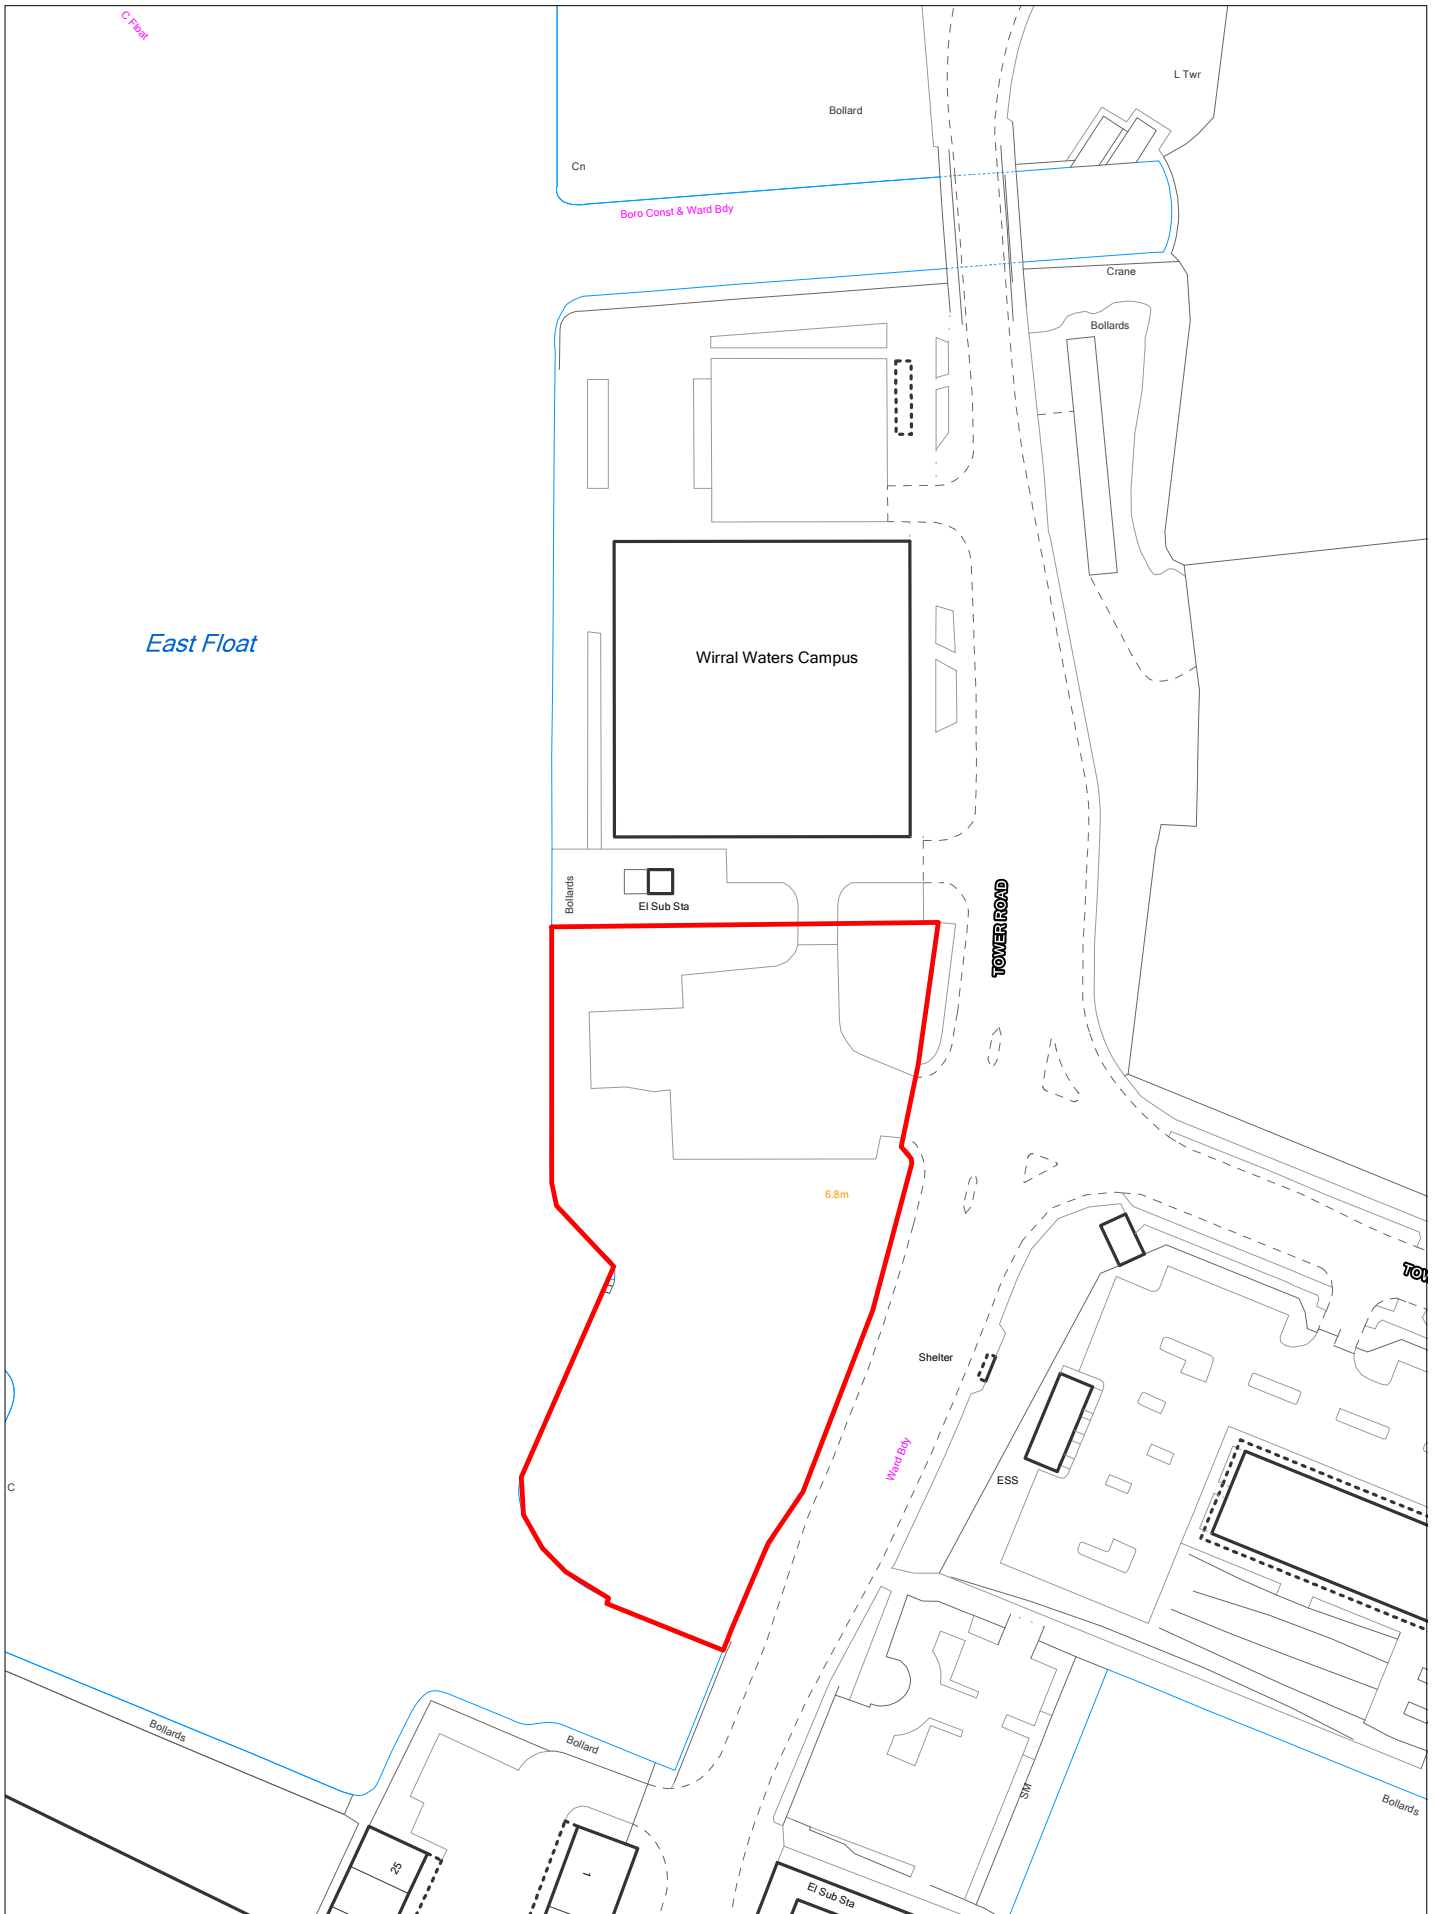 C Float
L Twr
Bollard
Cn
Boro Const & Ward Bdy
Crane
Bollards
East Float
Wirral Waters Campus
Bollards
El Sub Sta
TOWER ROAD
6.8m
TOW
Shelter
Ward Bdy
ESS
C
Bollards
Bollard
SM
Bollards
25
1
El Sub Sta